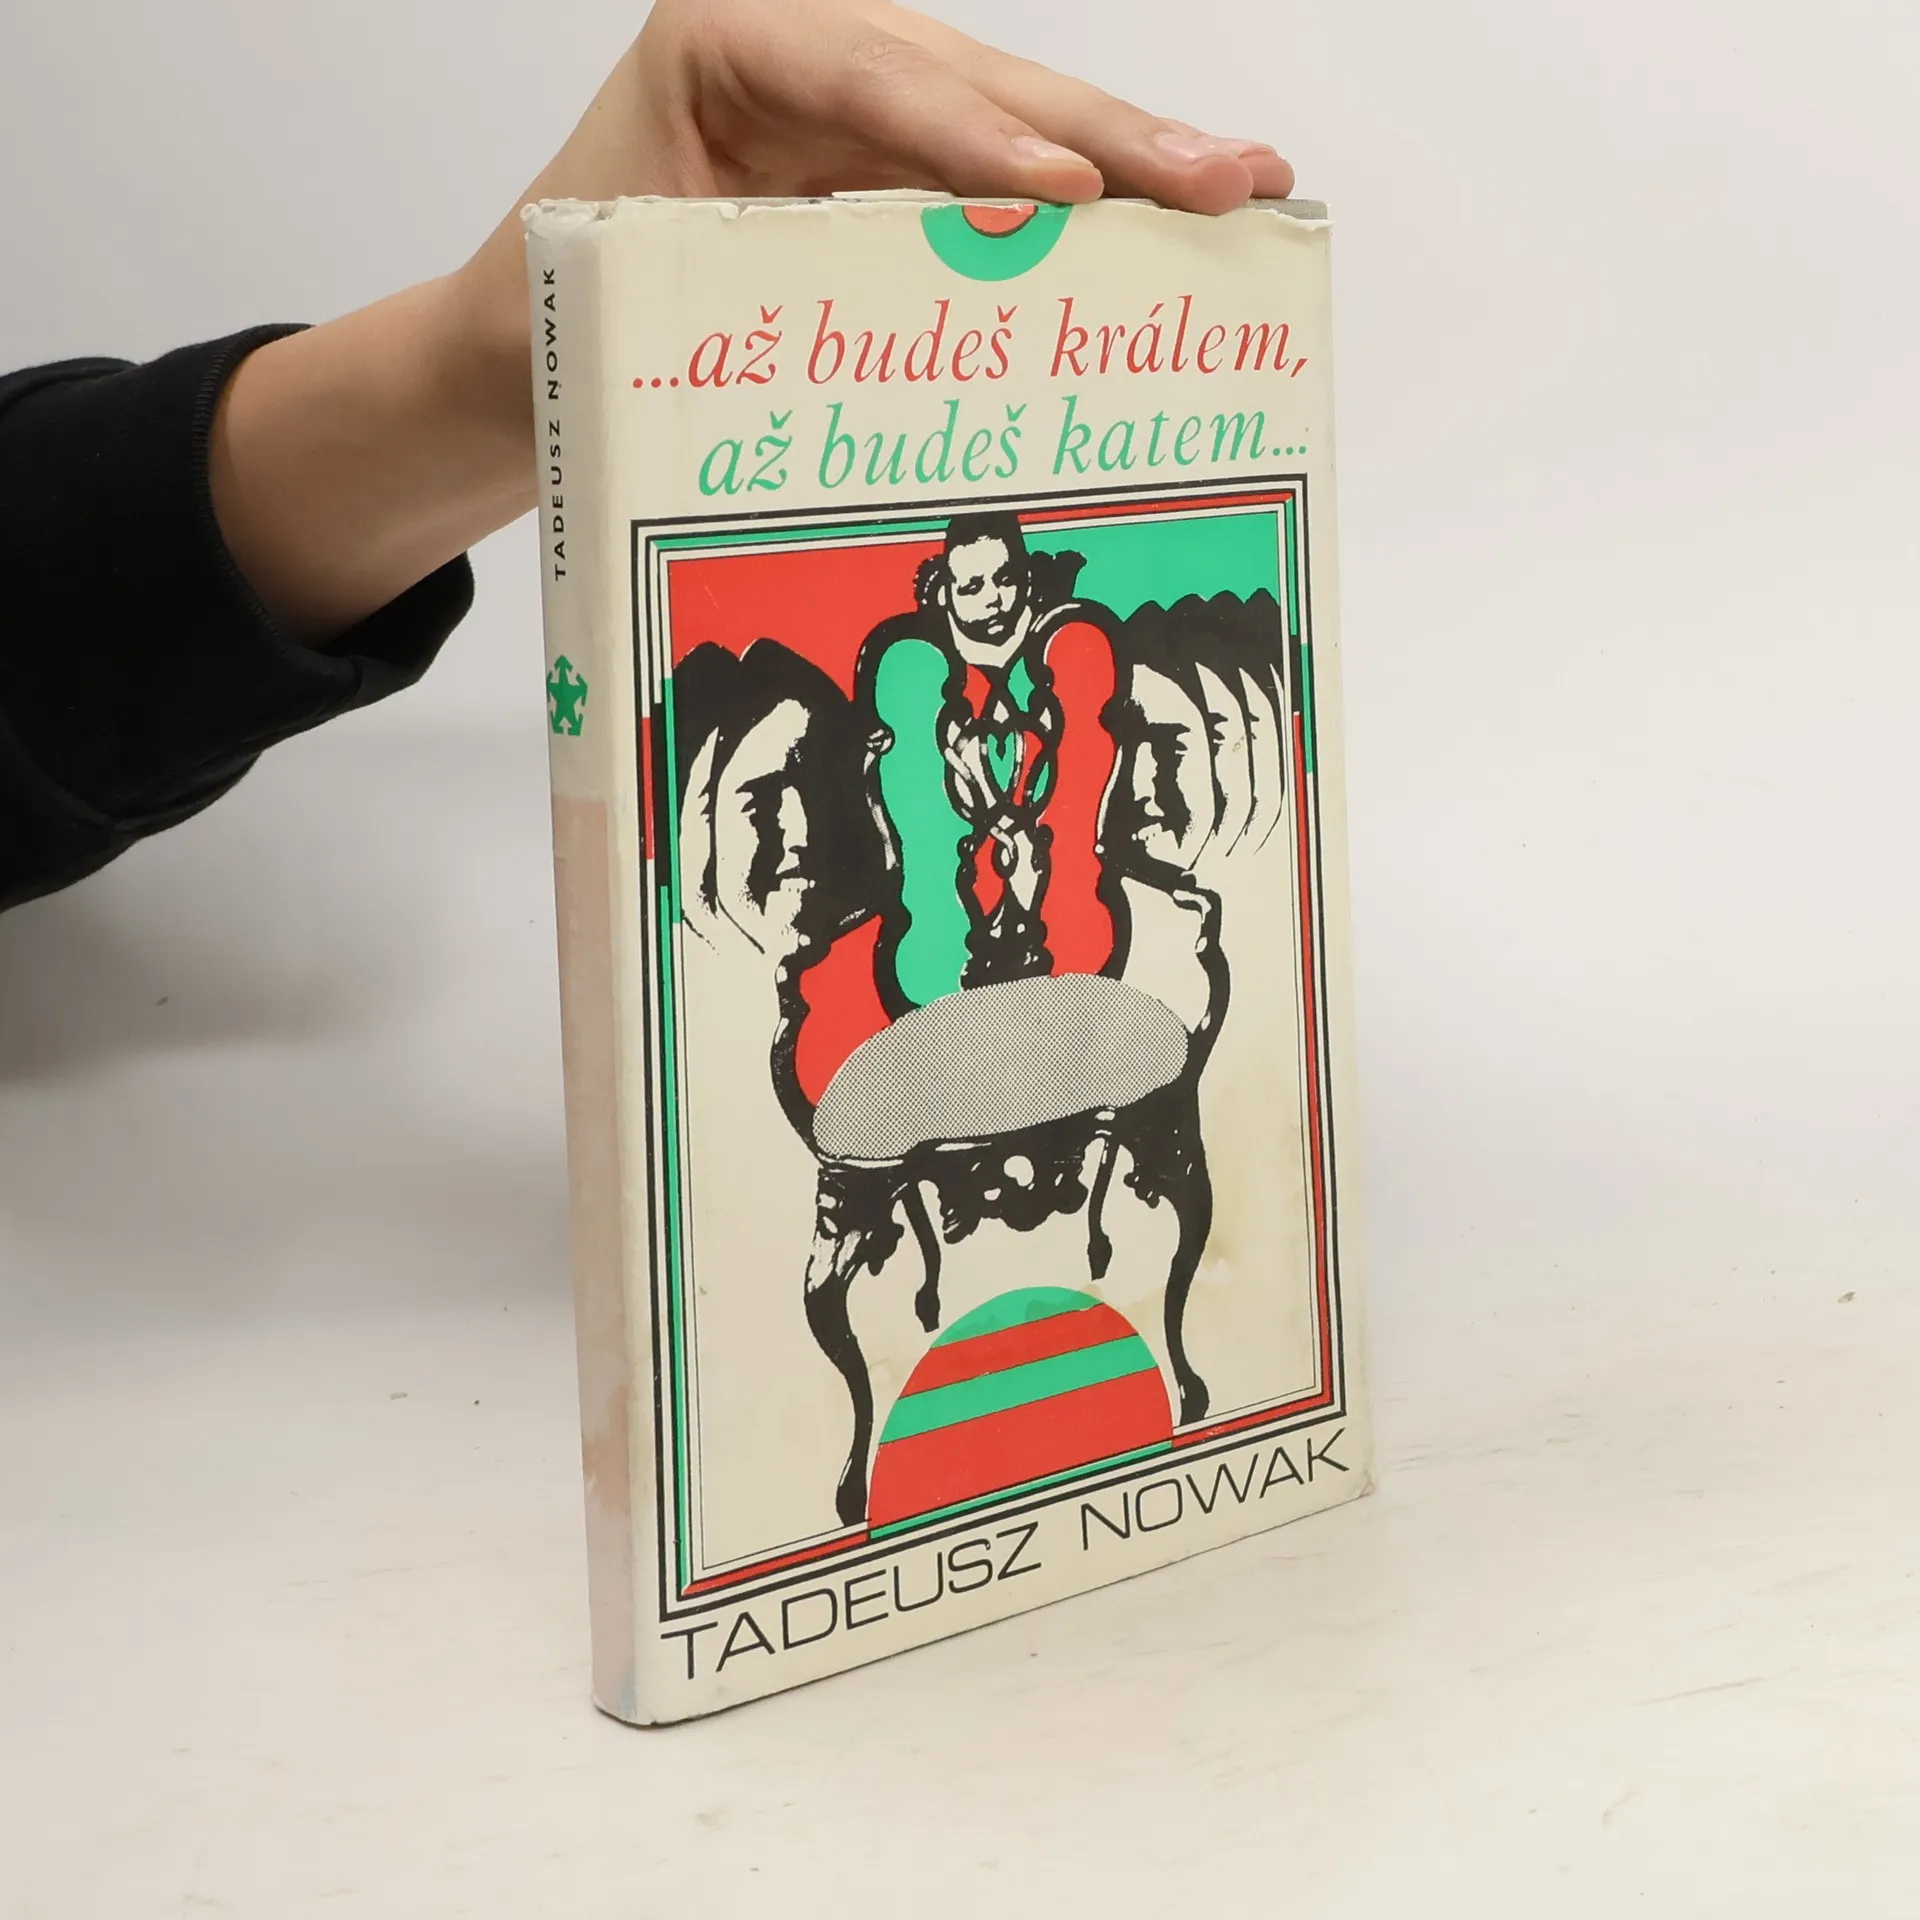 TADEUSZ NOWAK
...až budeš králem,
až budeš katem...
TADEUSZ NOWAK